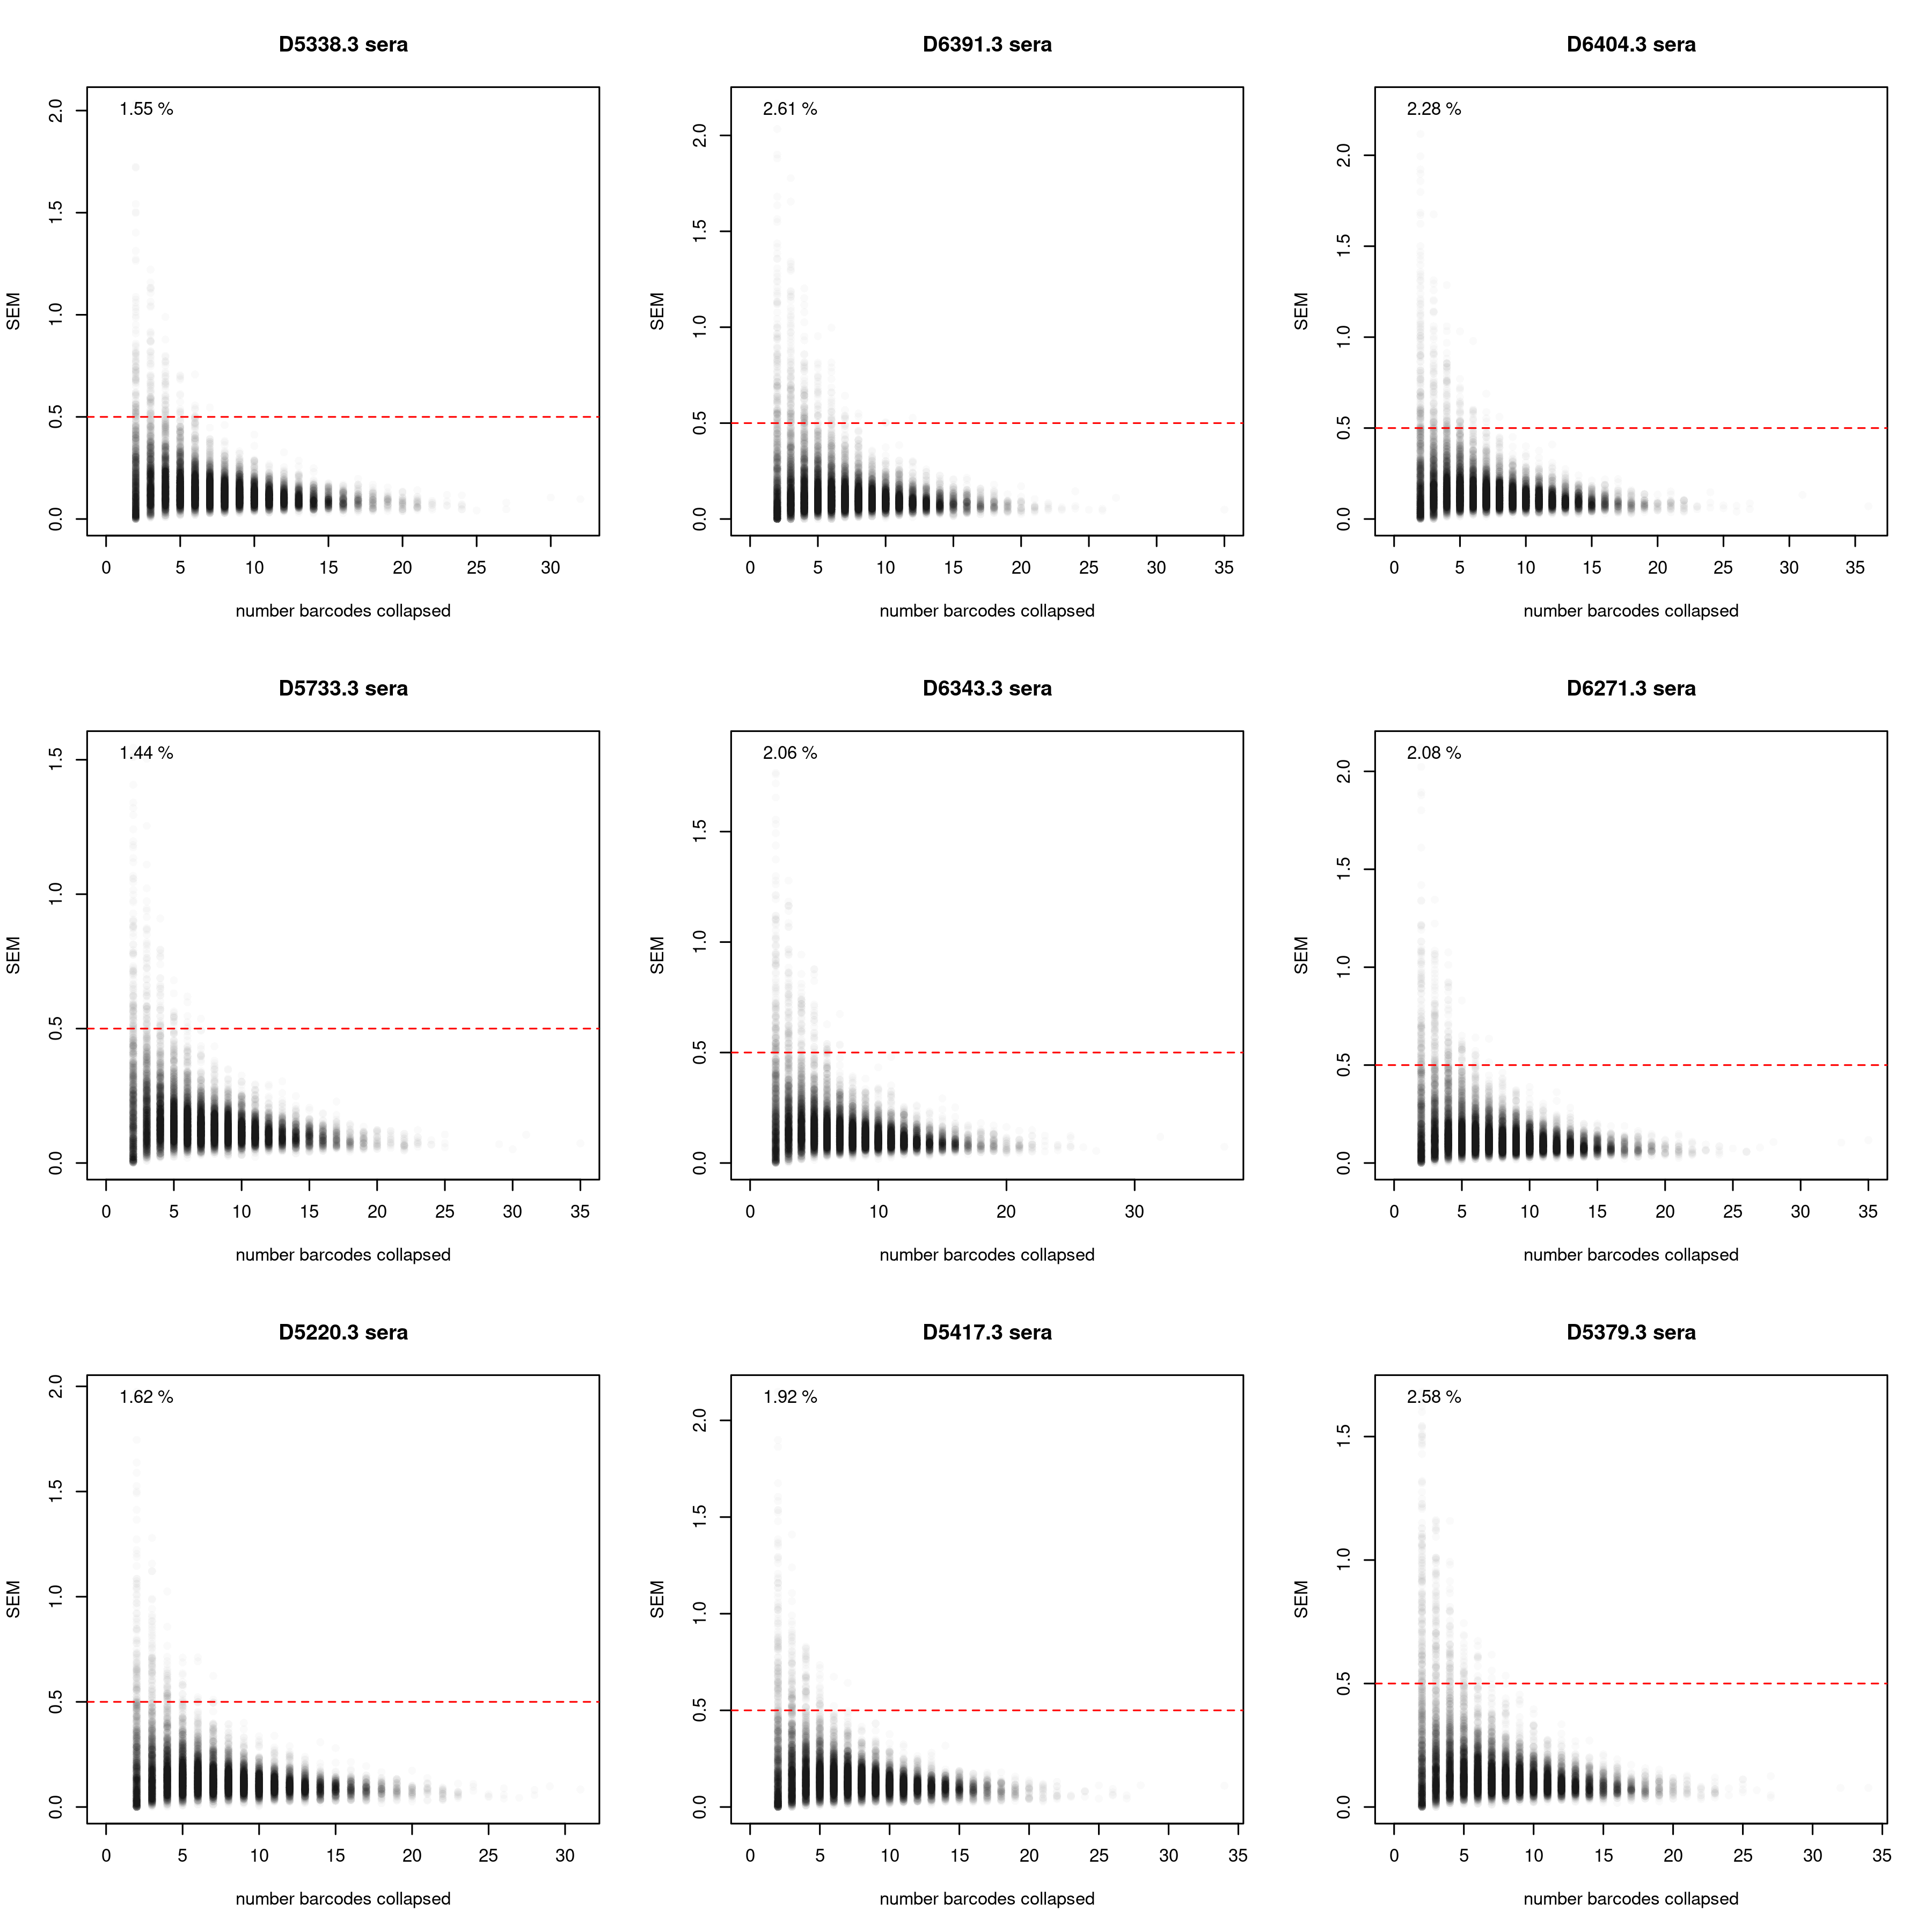 D5338.3 sera
1.55 %
SEM
0.0 0.5 1.0 1.5 2.0
0 5 10 15 20 25 30
number barcodes collapsed
D6391.3 sera
2.61 %
SEM
0.0 0.5 1.0 1.5 2.0
0 5 10 15 20 25 30 35
number barcodes collapsed
D6404.3 sera
2.28 %
SEM
0.0 0.5 1.0 1.5 2.0
0 5 10 15 20 25 30 35
number barcodes collapsed
D5733.3 sera
1.44 %
SEM
0.0 0.5 1.0 1.5
0 5 10 15 20 25 30 35
number barcodes collapsed
D6343.3 sera
2.06 %
SEM
0.0 0.5 1.0 1.5
0 10 20 30
number barcodes collapsed
D6271.3 sera
2.08 %
SEM
0.0 0.5 1.0 1.5 2.0
0 5 10 15 20 25 30 35
number barcodes collapsed
D5220.3 sera
1.62 %
SEM
0.0 0.5 1.0 1.5 2.0
0 5 10 15 20 25 30
number barcodes collapsed
D5417.3 sera
1.92 %
SEM
0.0 0.5 1.0 1.5 2.0
0 5 10 15 20 25 30 35
number barcodes collapsed
D5379.3 sera
2.58 %
SEM
0.0 0.5 1.0 1.5
0 5 10 15 20 25 30 35
number barcodes collapsed